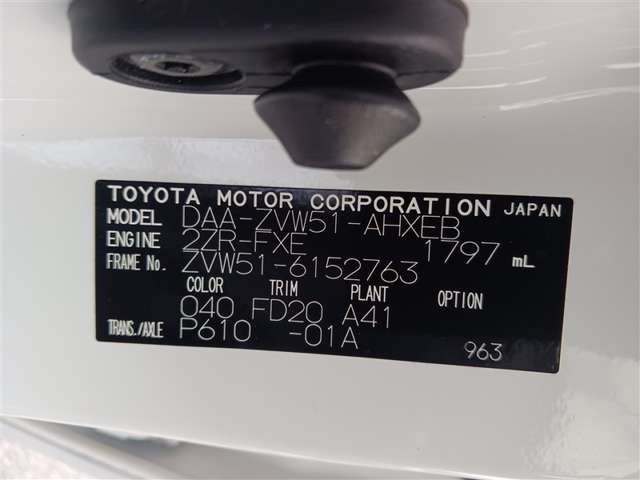 TOYOTA MOTOR CORPORATION JAPAN
MODEL DAA-ZVW51-AHXEB
ENGINE 2ZR-FXE 1797 mL
FRAME No. ZVW51-6152763
COLOR TRIM PLANT OPTION
040 FD20 A41
TRANS./AXLE P610 -01A
963